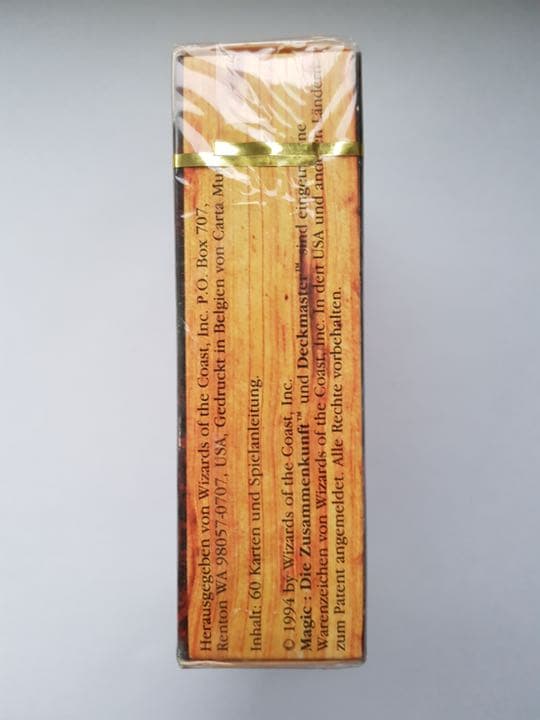 Herausgegeben von Wizards of the Coast, Inc. P.O. Box 707,
Renton WA 98057-0707, USA, Gedruckt in Belgien von Carta Mu
Inhalt: 60 Karten und Spielanleitung.
© 1994 by Wizards of the Coast, Inc.
Magic : Die Zusammenkunft™ und Deckmaster™ sind
Warenzeichen von Wizards of the Coast, Inc. In den USA und
zum Patent angemeldet. Alle Rechte vorbehalten.